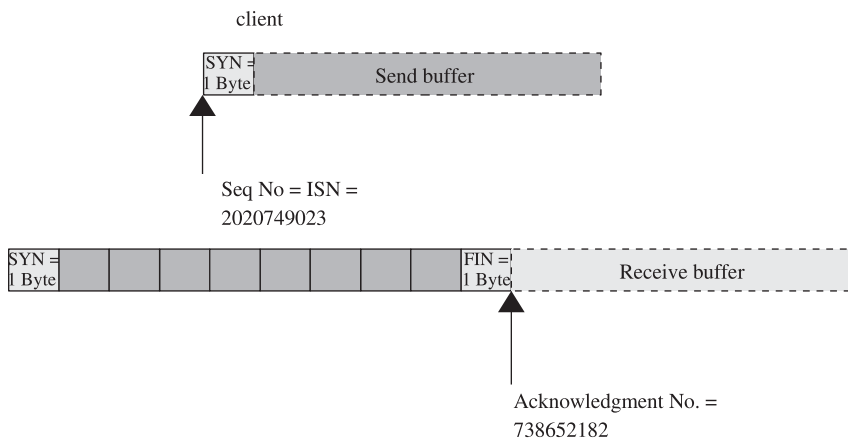 client
SYN =
1 Byte
Send buffer
Seq No = ISN =
2020749023
SYN =
1 Byte
FIN =
1 Byte
Receive buffer
Acknowledgment No. =
738652182